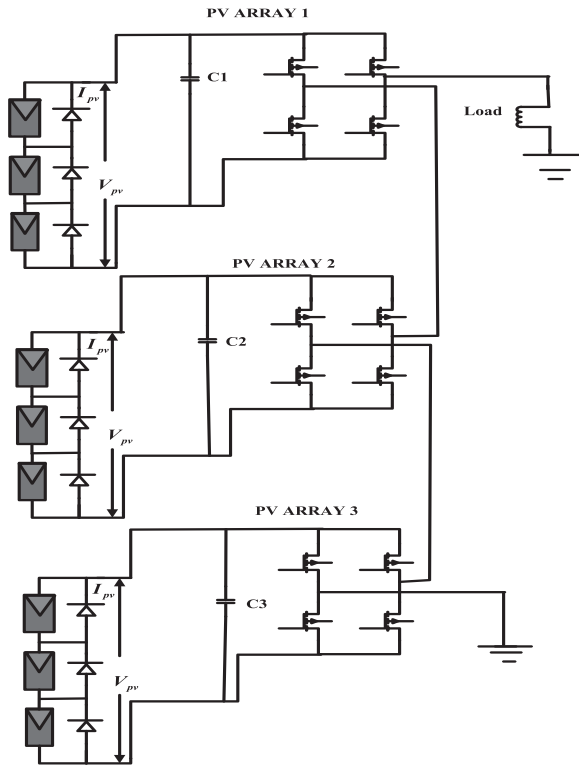 PV ARRAY 1
I_pv
C1
Load
V_pv
PV ARRAY 2
I_pv
C2
V_pv
PV ARRAY 3
I_pv
C3
V_pv